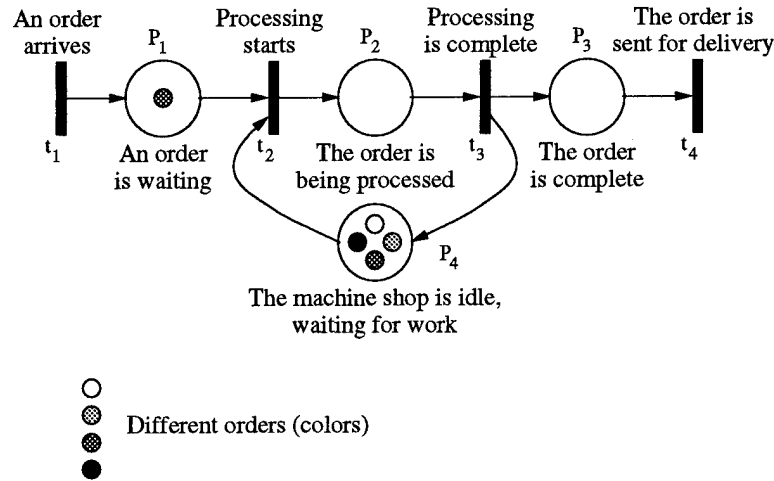 An order
arrives
P1
Processing
starts
P2
Processing
is complete
P3
The order is
sent for delivery
t1
An order
is waiting
t2
The order is
being processed
t3
The order
is complete
t4
P4
The machine shop is idle,
waiting for work
Different orders (colors)